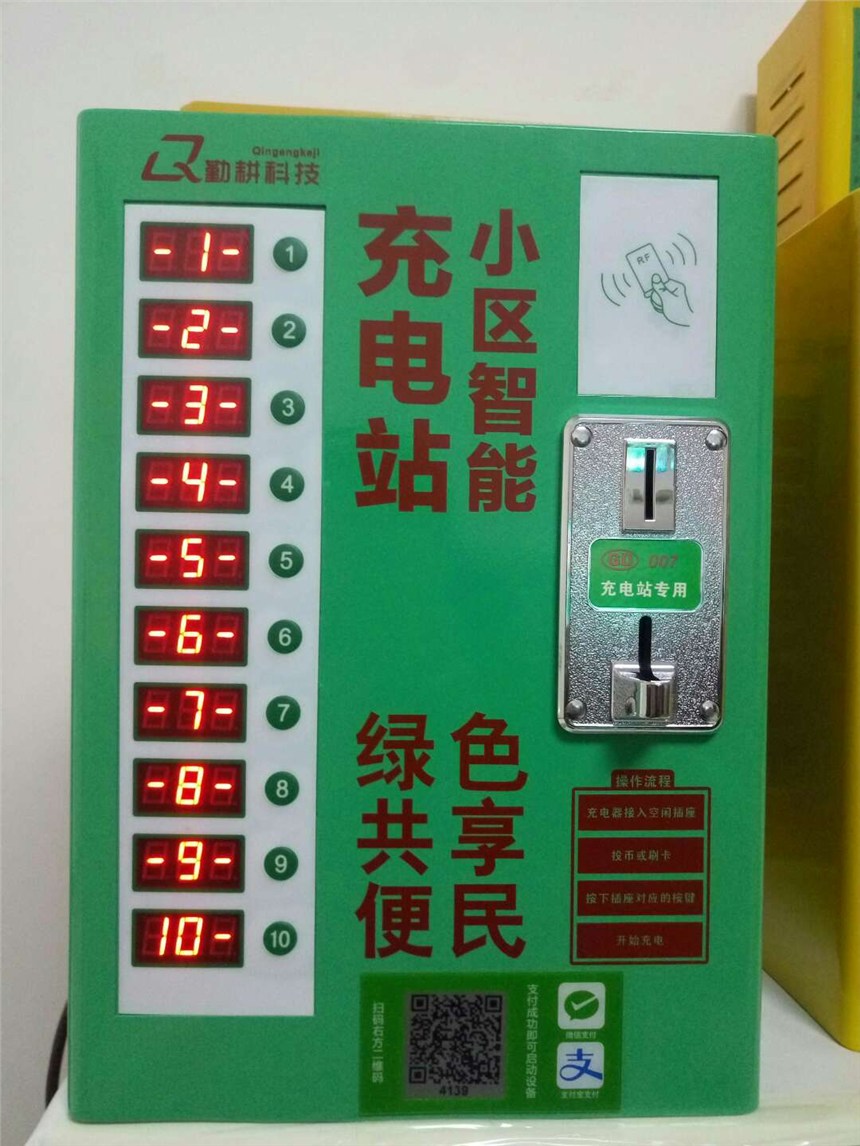 Qingengkeji
勤耕科技
-1-
1
-2-
2
-3-
3
-4-
4
-5-
5
-6-
6
-7-
7
-8-
8
-9-
9
10-
10
小区智能
充电站
RF
007
充电站专用
绿色
共享
便民
操作流程
充电器接入空闲插座
投币或刷卡
按下插座对应的按键
开始充电
扫码右方二维码
4139
支付成功即可启动设备
微信支付
支付宝支付